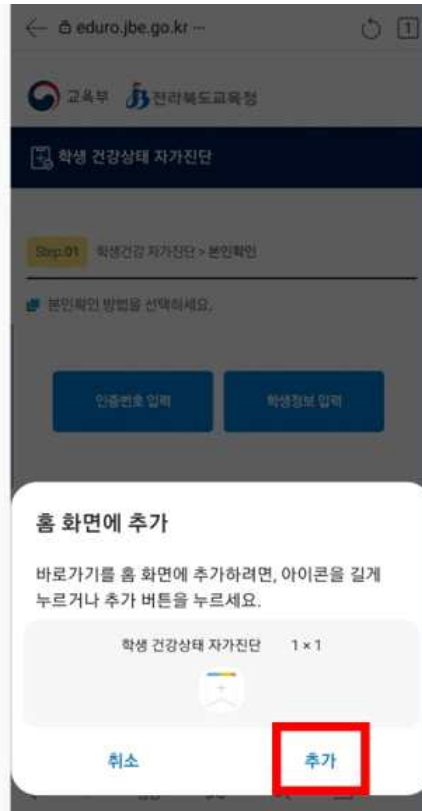 eduro.jbe.go.kr ···
1
교육부 전라북도교육청
학생 건강상태 자가진단
Step.01 학생건강 자가진단 > 본인확인
본인확인 방법을 선택하세요.
인증번호 입력 학생정보 입력
홈 화면에 추가
바로가기를 홈 화면에 추가하려면, 아이콘을 길게
누르거나 추가 버튼을 누르세요.
학생 건강상태 자가진단 1 × 1
취소 추가